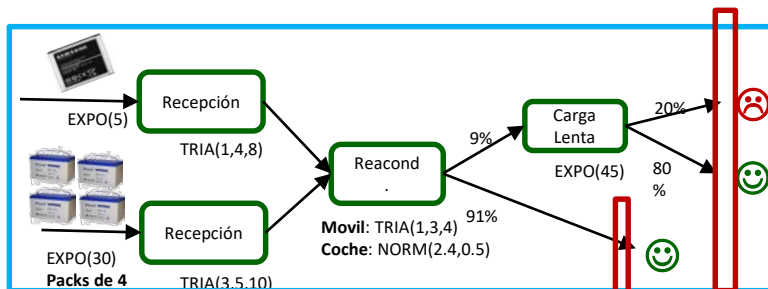 EXPO(5)
Recepción
TRIA(1,4,8)
EXPO(30)
Packs de 4
Recepción
TRIA(3,5,10)
Reacond
.
Movil: TRIA(1,3,4)
Coche: NORM(2.4,0.5)
9%
91%
Carga
Lenta
EXPO(45)
20%
80
%